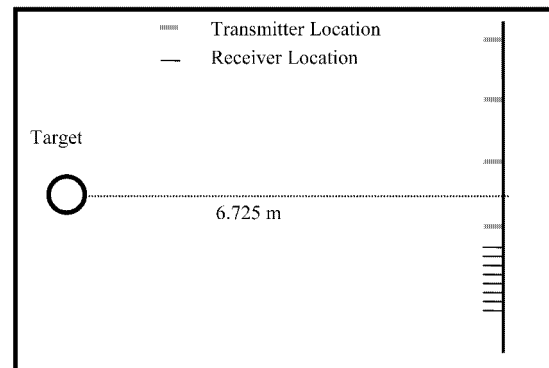 Transmitter Location
Receiver Location
Target
6.725 m